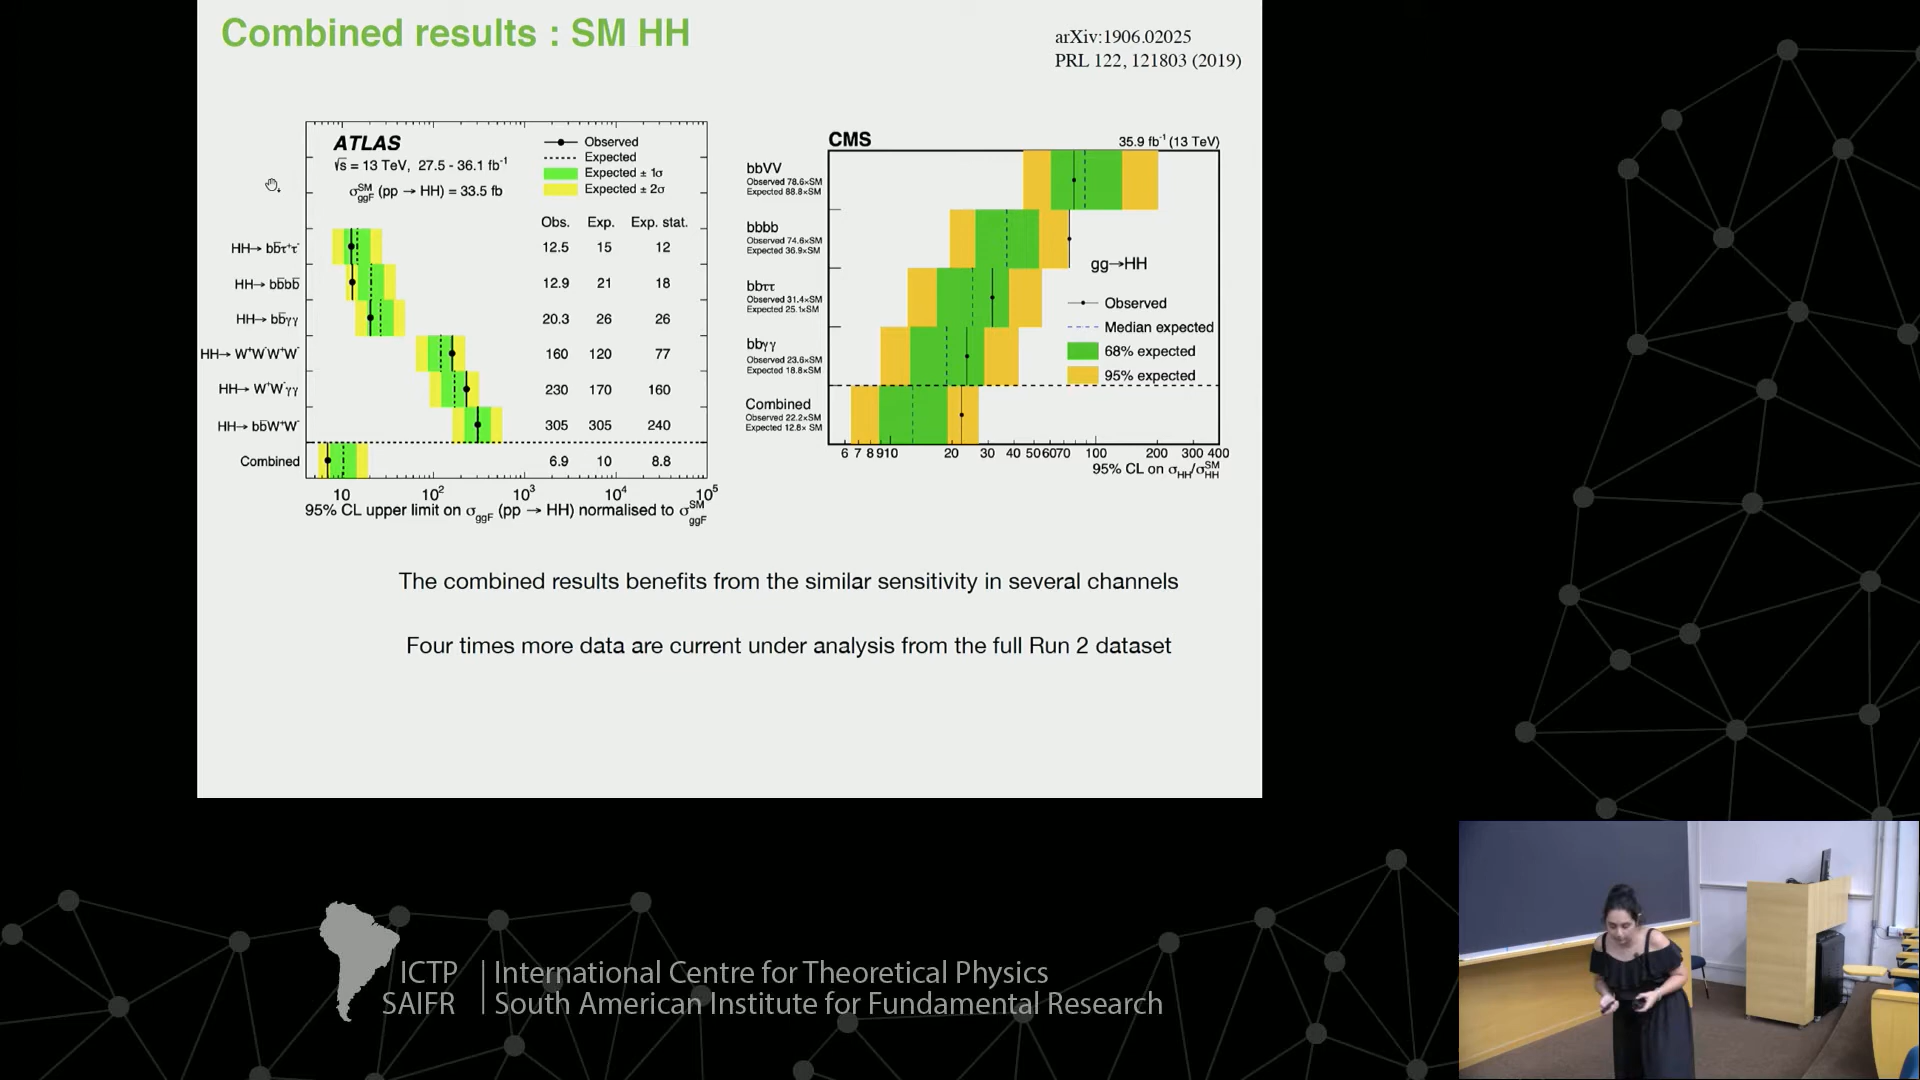 Combined results : SM HH
arXiv:1906.02025
PRL 122, 121803 (2019)
ATLAS
√s = 13 TeV, 27.5 - 36.1 fb⁻¹
σ^SM_ggF (pp → HH) = 33.5 fb
Observed
Expected
Expected ± 1σ
Expected ± 2σ
Obs. Exp. Exp. stat.
HH→ bb̄τ⁺τ⁻ 12.5 15 12
HH→ bb̄bb̄ 12.9 21 18
HH→ bb̄γγ 20.3 26 26
HH→ W⁺W⁻W⁺W⁻ 160 120 77
HH→ W⁺W⁻γγ 230 170 160
HH→ bb̄W⁺W⁻ 305 305 240
Combined 6.9 10 8.8
10 10² 10³ 10⁴ 10⁵
95% CL upper limit on σ_ggF (pp → HH) normalised to σ^SM_ggF
CMS
35.9 fb⁻¹ (13 TeV)
bbVV
Observed 78.6×SM
Expected 88.8×SM
bbbb
Observed 74.6×SM
Expected 36.9×SM
bbττ
Observed 31.4×SM
Expected 25.1×SM
bbγγ
Observed 23.6×SM
Expected 18.8×SM
Combined
Observed 22.2×SM
Expected 12.8× SM
gg→HH
Observed
Median expected
68% expected
95% expected
6 7 8 910 20 30 40 506070 100 200 300 400
95% CL on σ_HH/σ^SM_HH
The combined results benefits from the similar sensitivity in several channels
Four times more data are current under analysis from the full Run 2 dataset
ICTP
SAIFR
International Centre for Theoretical Physics
South American Institute for Fundamental Research